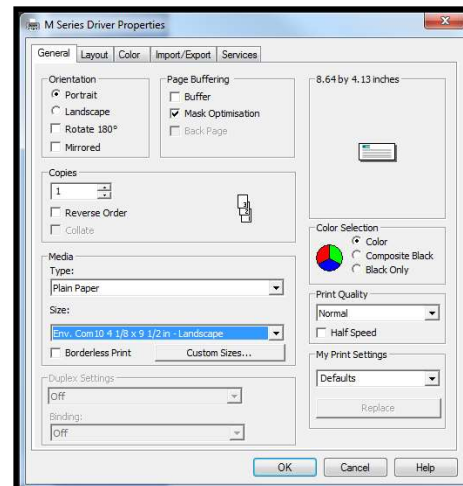 M Series Driver Properties
General Layout Color Import/Export Services
Orientation
Portrait
Landscape
Rotate 180°
Mirrored
Page Buffering
Buffer
Mask Optimisation
Back Page
8.64 by 4.13 inches
Copies
1
Reverse Order
Collate
Color Selection
Color
Composite Black
Black Only
Media
Type:
Plain Paper
Size:
Env. Com10 4 1/8 x 9 1/2 in - Landscape
Borderless Print Custom Sizes...
Print Quality
Normal
Half Speed
Duplex Settings
Off
Binding:
Off
My Print Settings
Defaults
Replace
OK Cancel Help